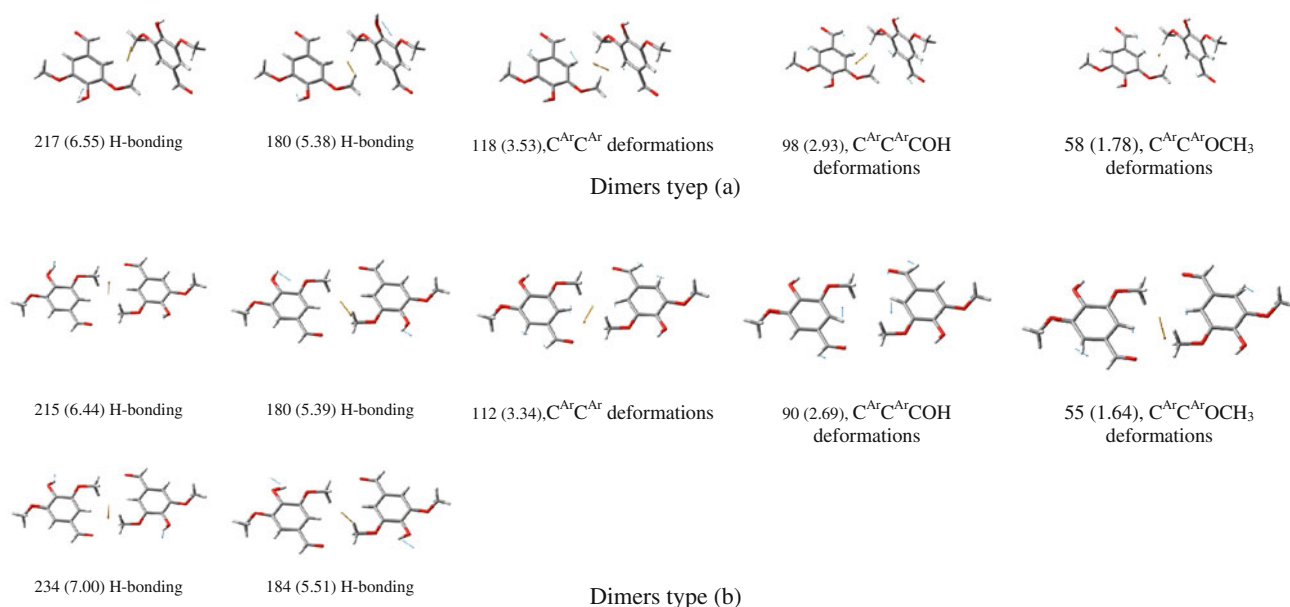 217 (6.55) H-bonding
180 (5.38) H-bonding
118 (3.53),C^Ar C^Ar deformations
98 (2.93), C^Ar C^Ar COH
deformations
58 (1.78), C^Ar C^Ar OCH₃
deformations
Dimers tyep (a)
215 (6.44) H-bonding
180 (5.39) H-bonding
112 (3.34),C^Ar C^Ar deformations
90 (2.69), C^Ar C^Ar COH
deformations
55 (1.64), C^Ar C^Ar OCH₃
deformations
234 (7.00) H-bonding
184 (5.51) H-bonding
Dimers type (b)